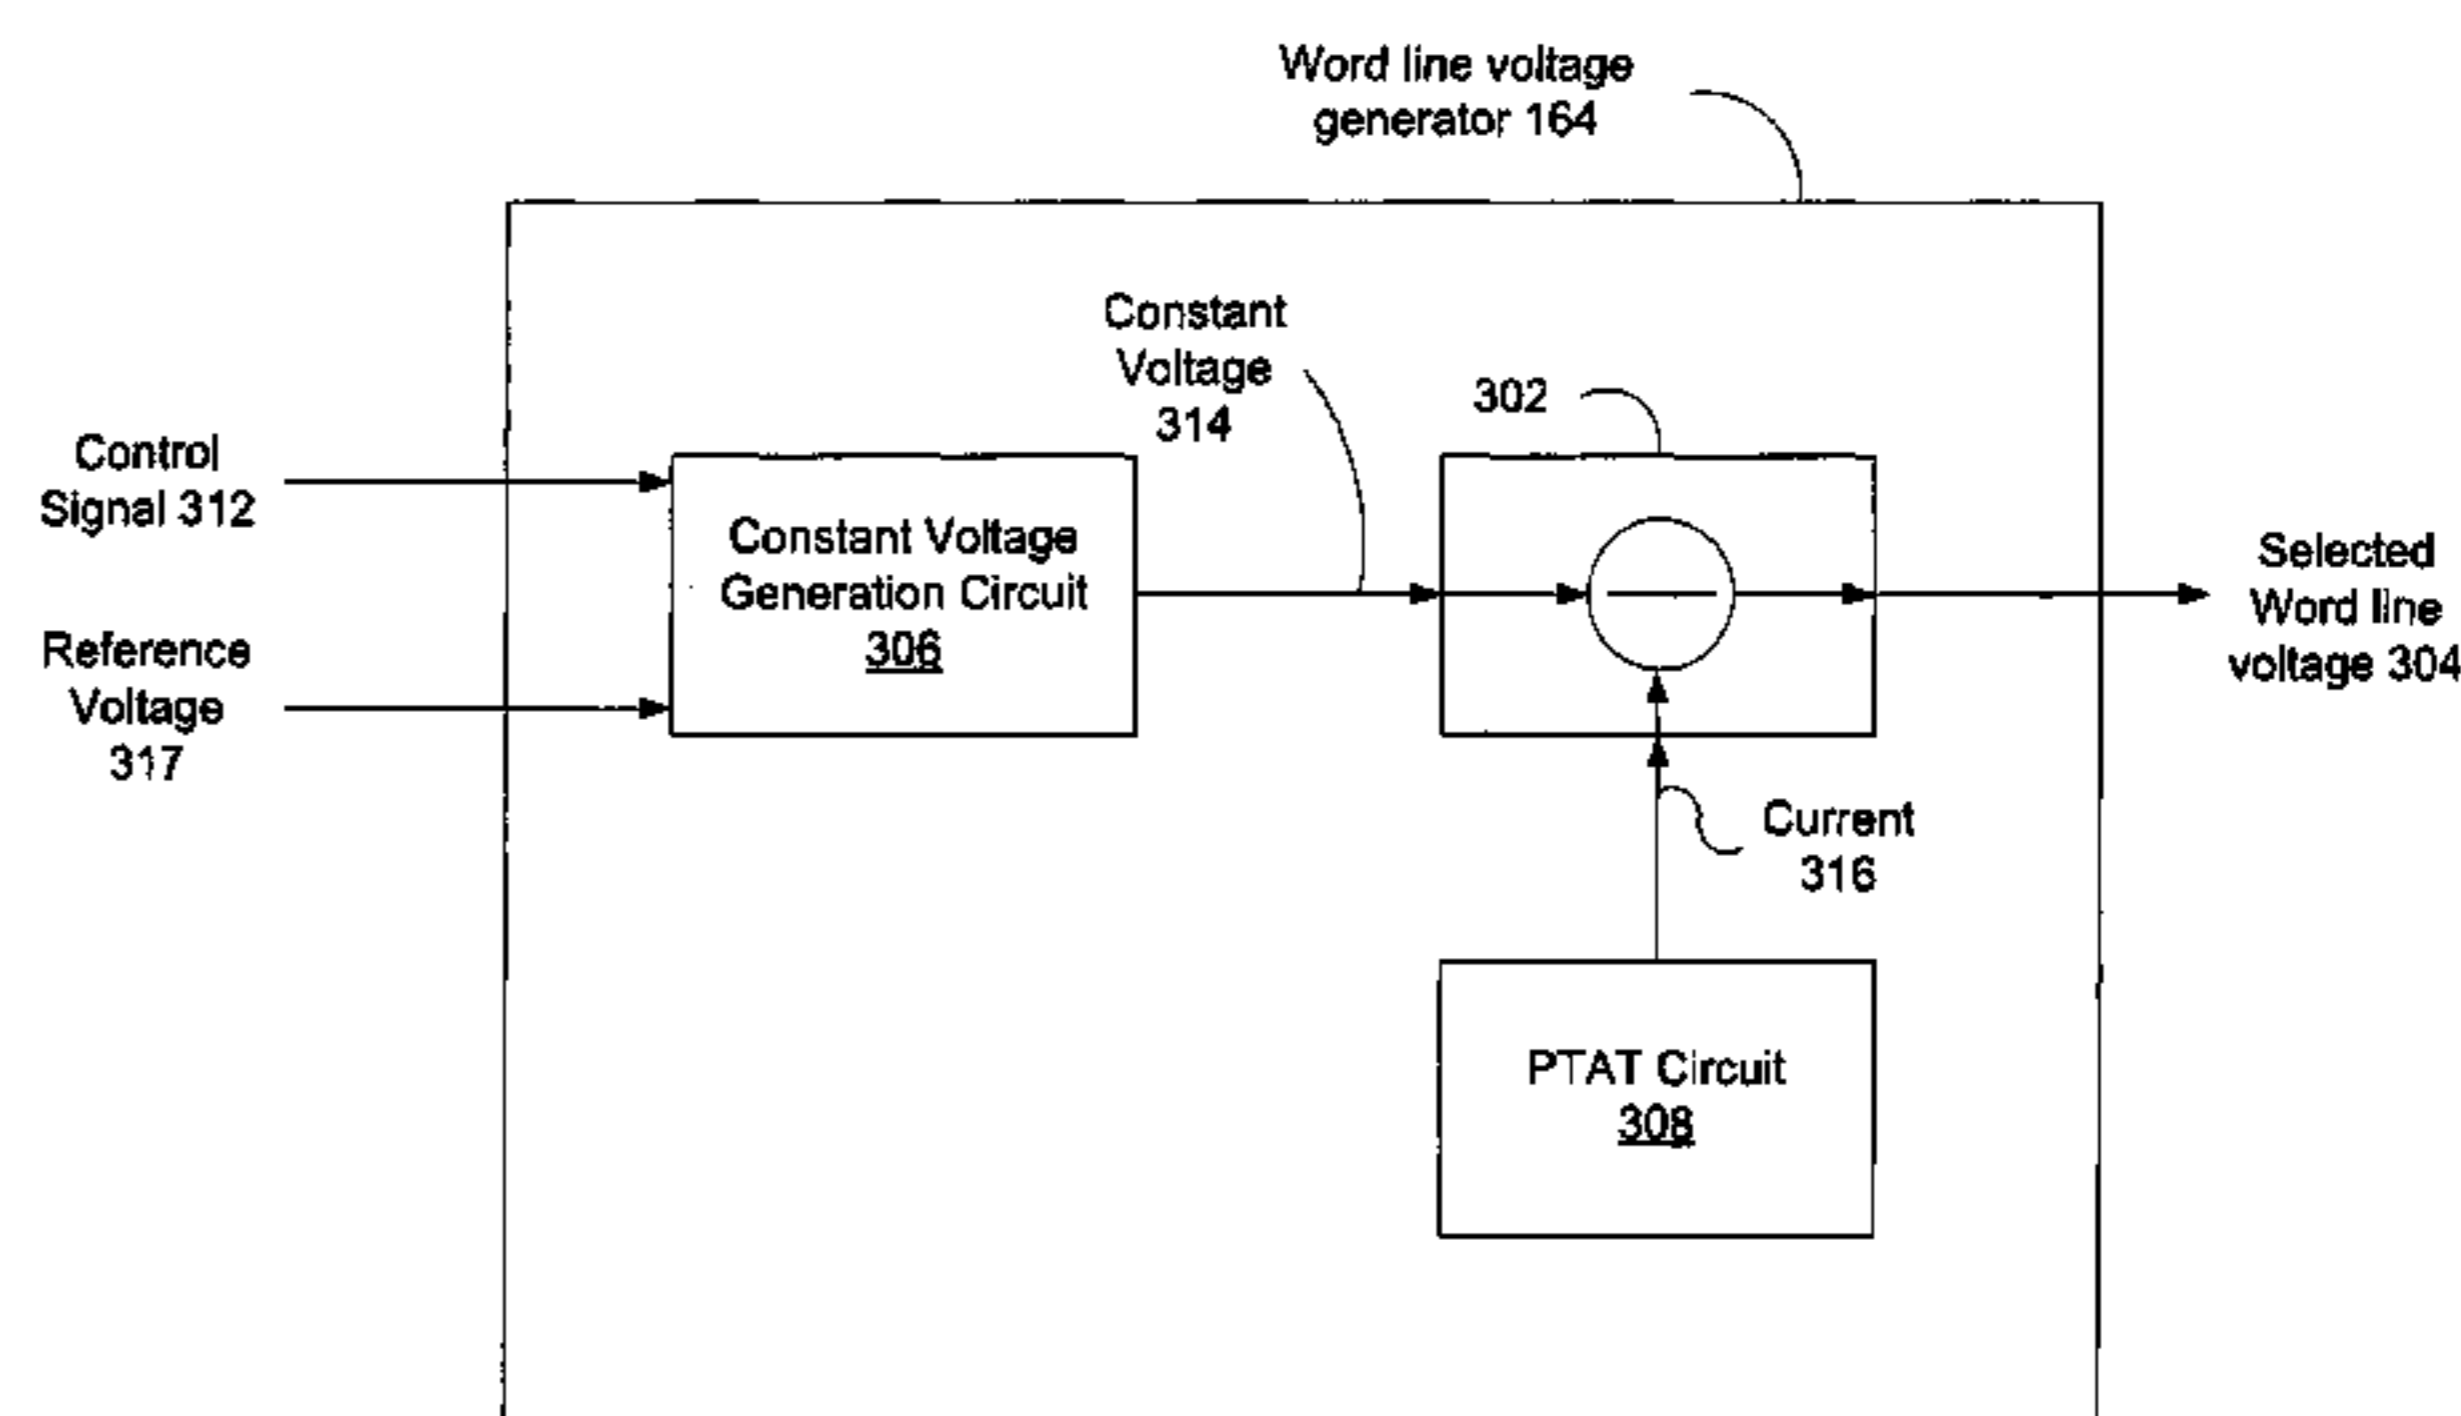 Word line voltage
generator 164
Constant
Voltage
314
302
Control
Signal 312
Constant Voltage
Generation Circuit
306
Reference
Voltage
317
Selected
Word line
voltage 304
Current
316
PTAT Circuit
308